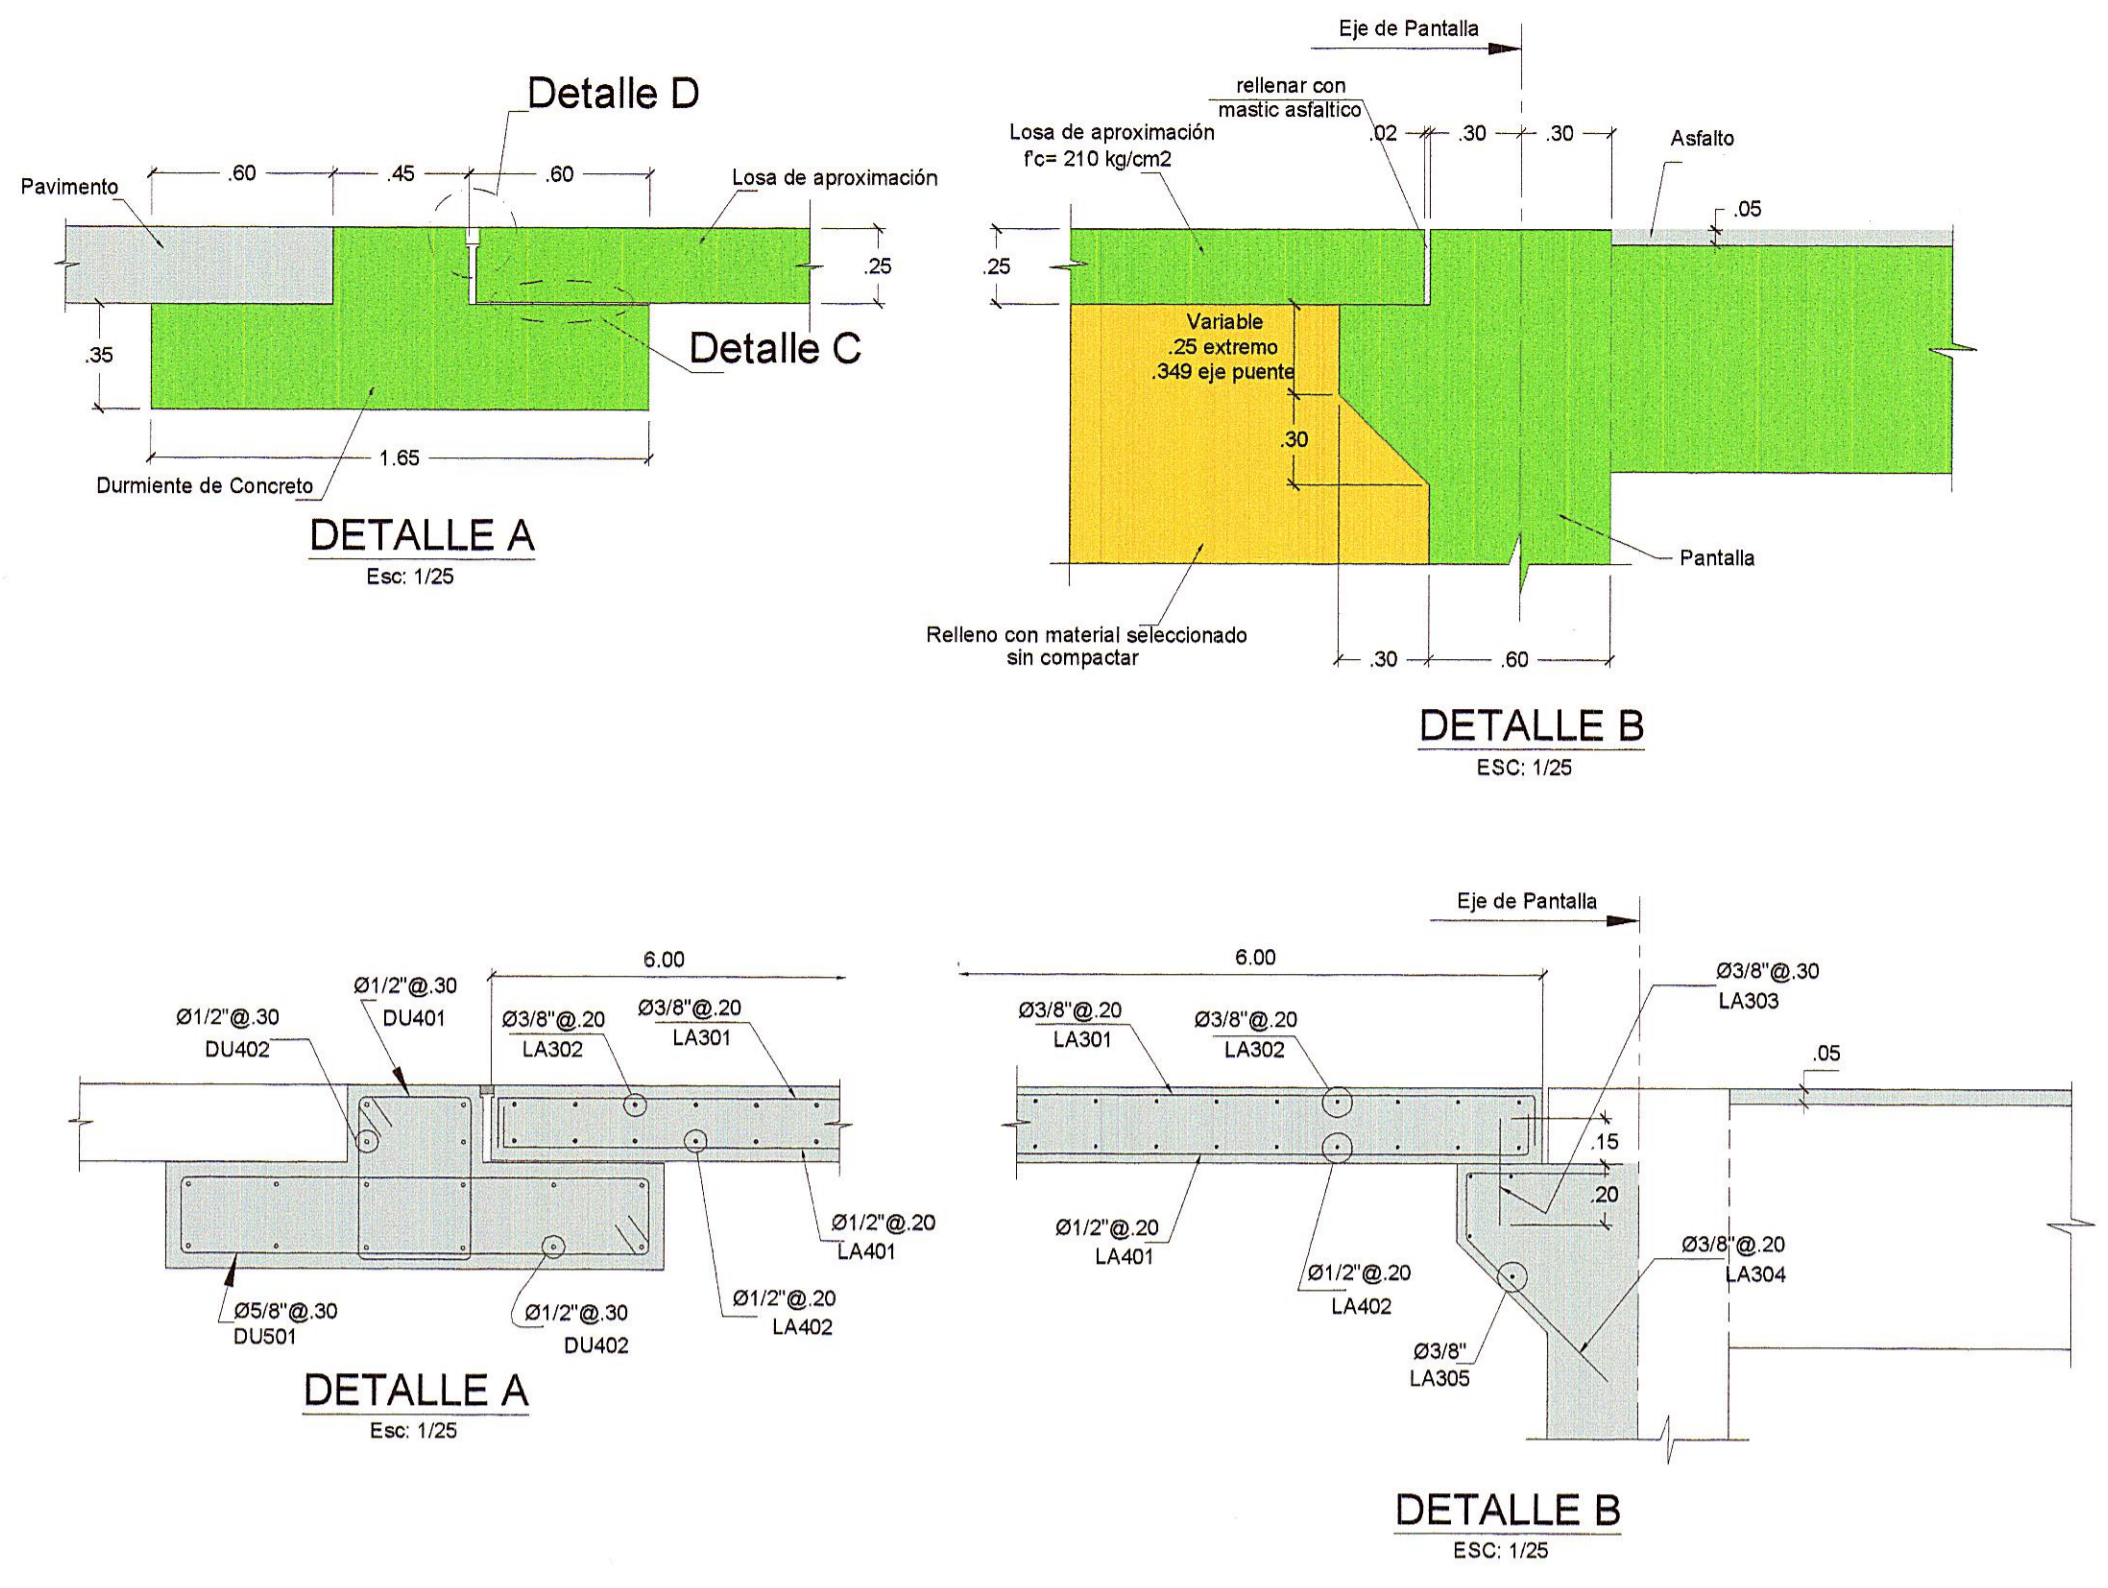 Detalle D
.60
.45
.60
Pavimento
Losa de aproximación
.25
.35
Detalle C
1.65
Durmiente de Concreto
DETALLE A
Esc: 1/25
Eje de Pantalla
rellenar con
mastic asfaltico
Losa de aproximación
f'c= 210 kg/cm2
.02
.30
.30
Asfalto
.05
.25
Variable
.25 extremo
.349 eje puente
.30
Pantalla
Relleno con material seleccionado
sin compactar
.30
.60
DETALLE B
ESC: 1/25
6.00
Ø1/2"@.30
DU401
Ø1/2"@.30
DU402
Ø3/8"@.20
LA302
Ø3/8"@.20
LA301
Ø1/2"@.20
LA401
Ø1/2"@.20
LA402
Ø5/8"@.30
DU501
Ø1/2"@.30
DU402
DETALLE A
Esc: 1/25
Eje de Pantalla
6.00
Ø3/8"@.30
LA303
Ø3/8"@.20
LA301
Ø3/8"@.20
LA302
.05
.15
.20
Ø1/2"@.20
LA401
Ø1/2"@.20
LA402
Ø3/8"@.20
LA304
Ø3/8"
LA305
DETALLE B
ESC: 1/25